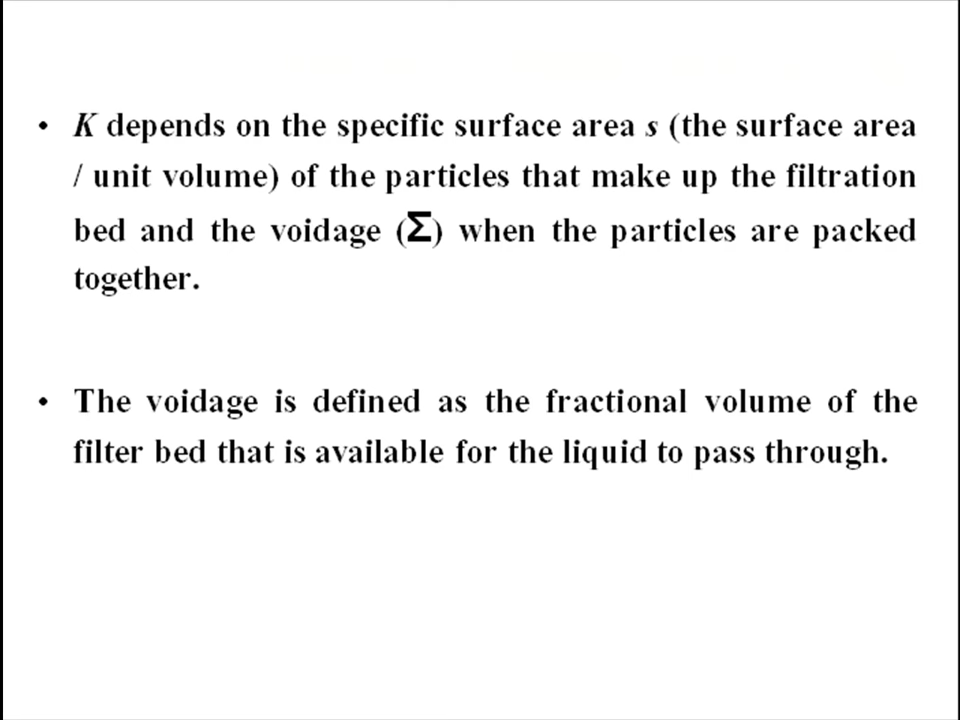 • K depends on the specific surface area s (the surface area
/ unit volume) of the particles that make up the filtration
bed and the voidage (Σ) when the particles are packed
together.
• The voidage is defined as the fractional volume of the
filter bed that is available for the liquid to pass through.